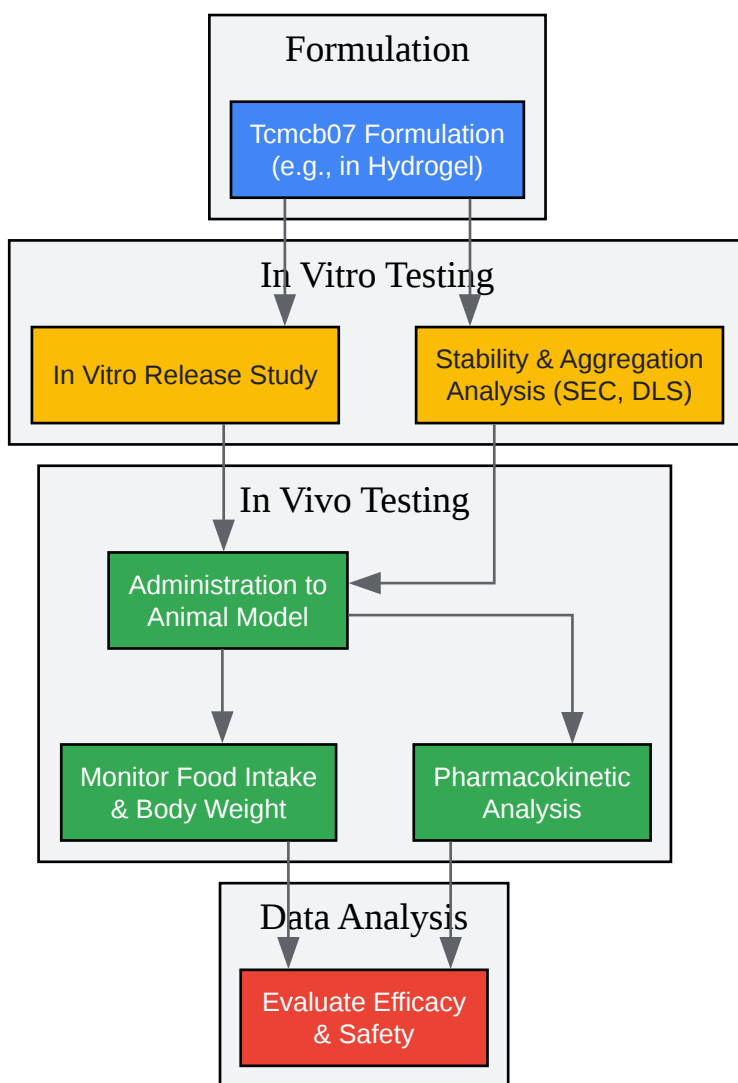 Formulation
Tcmcb07 Formulation
(e.g., in Hydrogel)
In Vitro Testing
In Vitro Release Study
Stability & Aggregation
Analysis (SEC, DLS)
In Vivo Testing
Administration to
Animal Model
Monitor Food Intake
& Body Weight
Pharmacokinetic
Analysis
Data Analysis
Evaluate Efficacy
& Safety